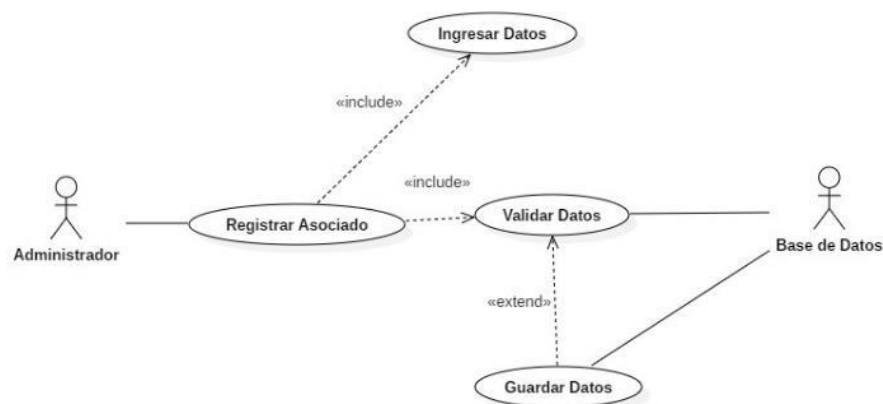 Ingresar Datos
«include»
«include»
Registrar Asociado
Validar Datos
Administrador
Base de Datos
«extend»
Guardar Datos